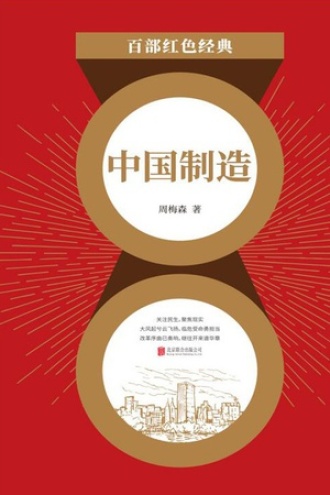 百部红色经典
中国制造
周梅森 著
关注民生，聚焦现实
大风起兮云飞扬，临危受命勇担当
改革序曲已奏响，继往开来谱华章
北京联合出版公司